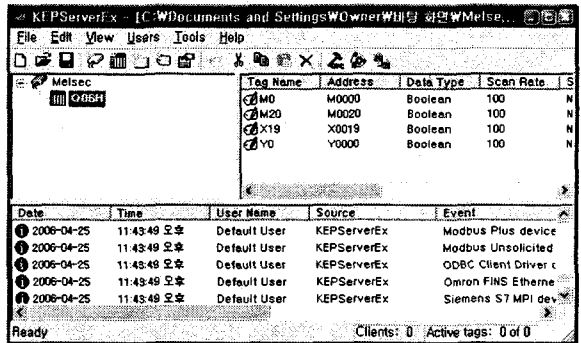 KEPServerEx - [C:₩Documents and Settings₩Owner₩바탕 화면₩Melse...
File Edit View Users Tools Help
Melsec
Q06H
Tag Name Address Data Type Scan Rate S
M0 M0000 Boolean 100 N
M20 M0020 Boolean 100 N
X19 X0019 Boolean 100 N
Y0 Y0000 Boolean 100 N
Date Time User Name Source Event
2006-04-25 11:43:49 오후 Default User KEPServerEx Modbus Plus device
2006-04-25 11:43:49 오후 Default User KEPServerEx Modbus Unsolicited
2006-04-25 11:43:49 오후 Default User KEPServerEx ODBC Client Driver c
2006-04-25 11:43:49 오후 Default User KEPServerEx Omron FINS Etherne
2006-04-25 11:43:49 오후 Default User KEPServerEx Siemens S7 MPI dev
Ready Clients: 0 Active tags: 0 of 0